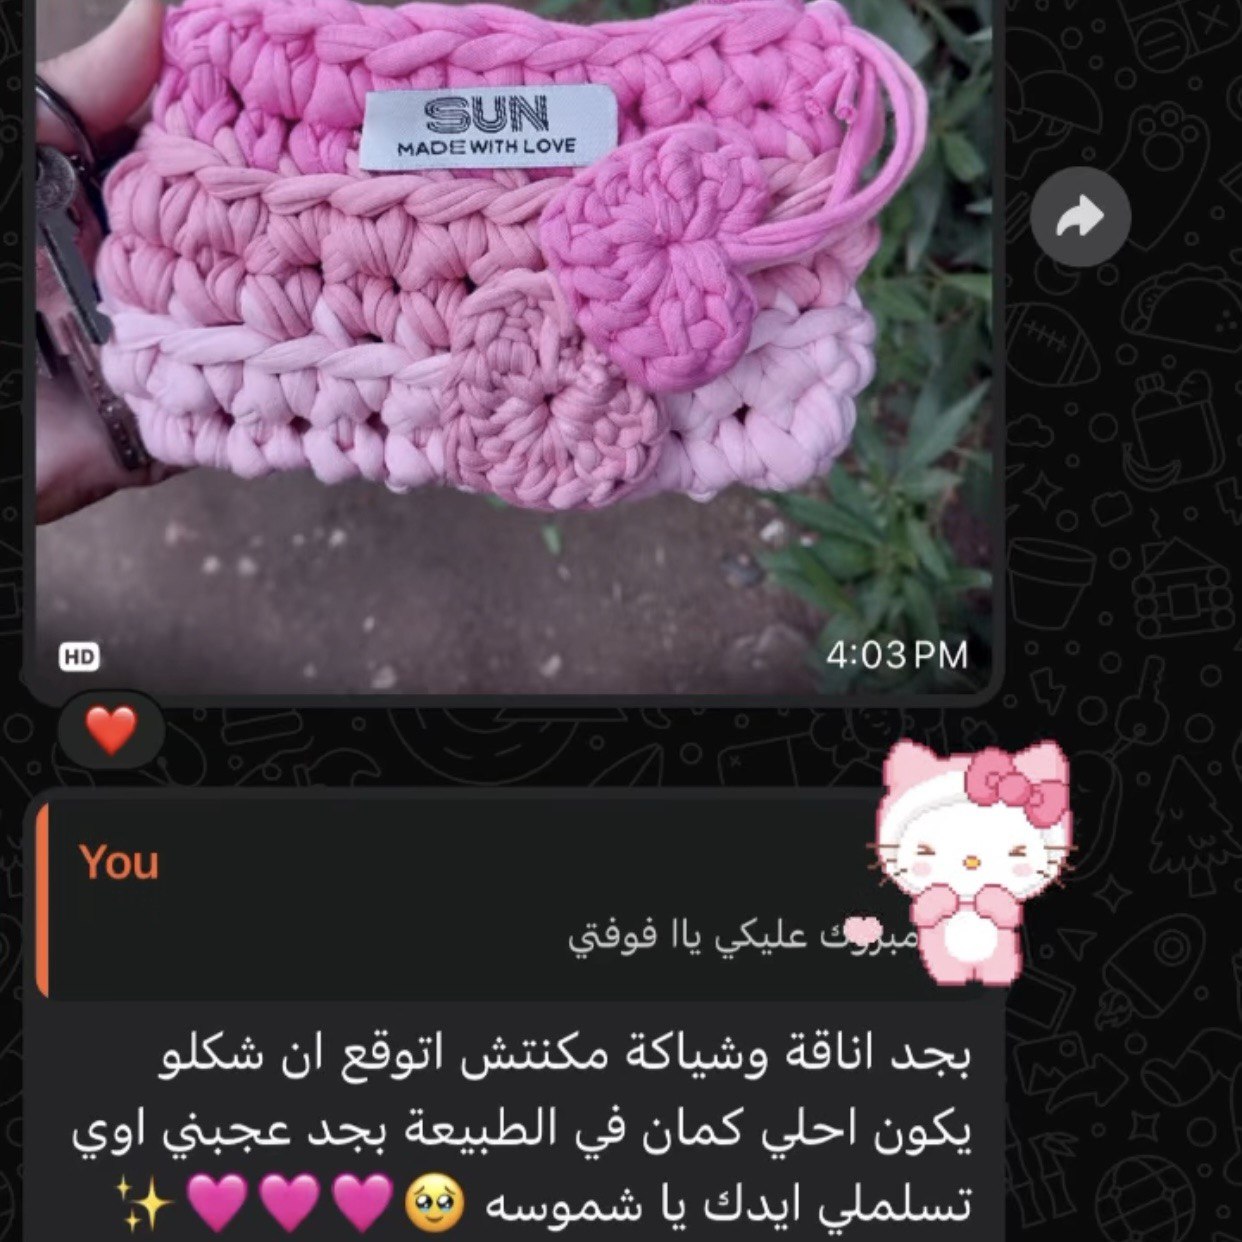 SUN
MADE WITH LOVE
HD
4:03 PM
You
مبروك عليكي ياا فوفتي
بجد اناقة وشياكة مكنتش اتوقع ان شكلو
يكون احلي كمان في الطبيعة بجد عجبني اوي
تسلملي ايدك يا شموسه 🥹💗💗💗✨